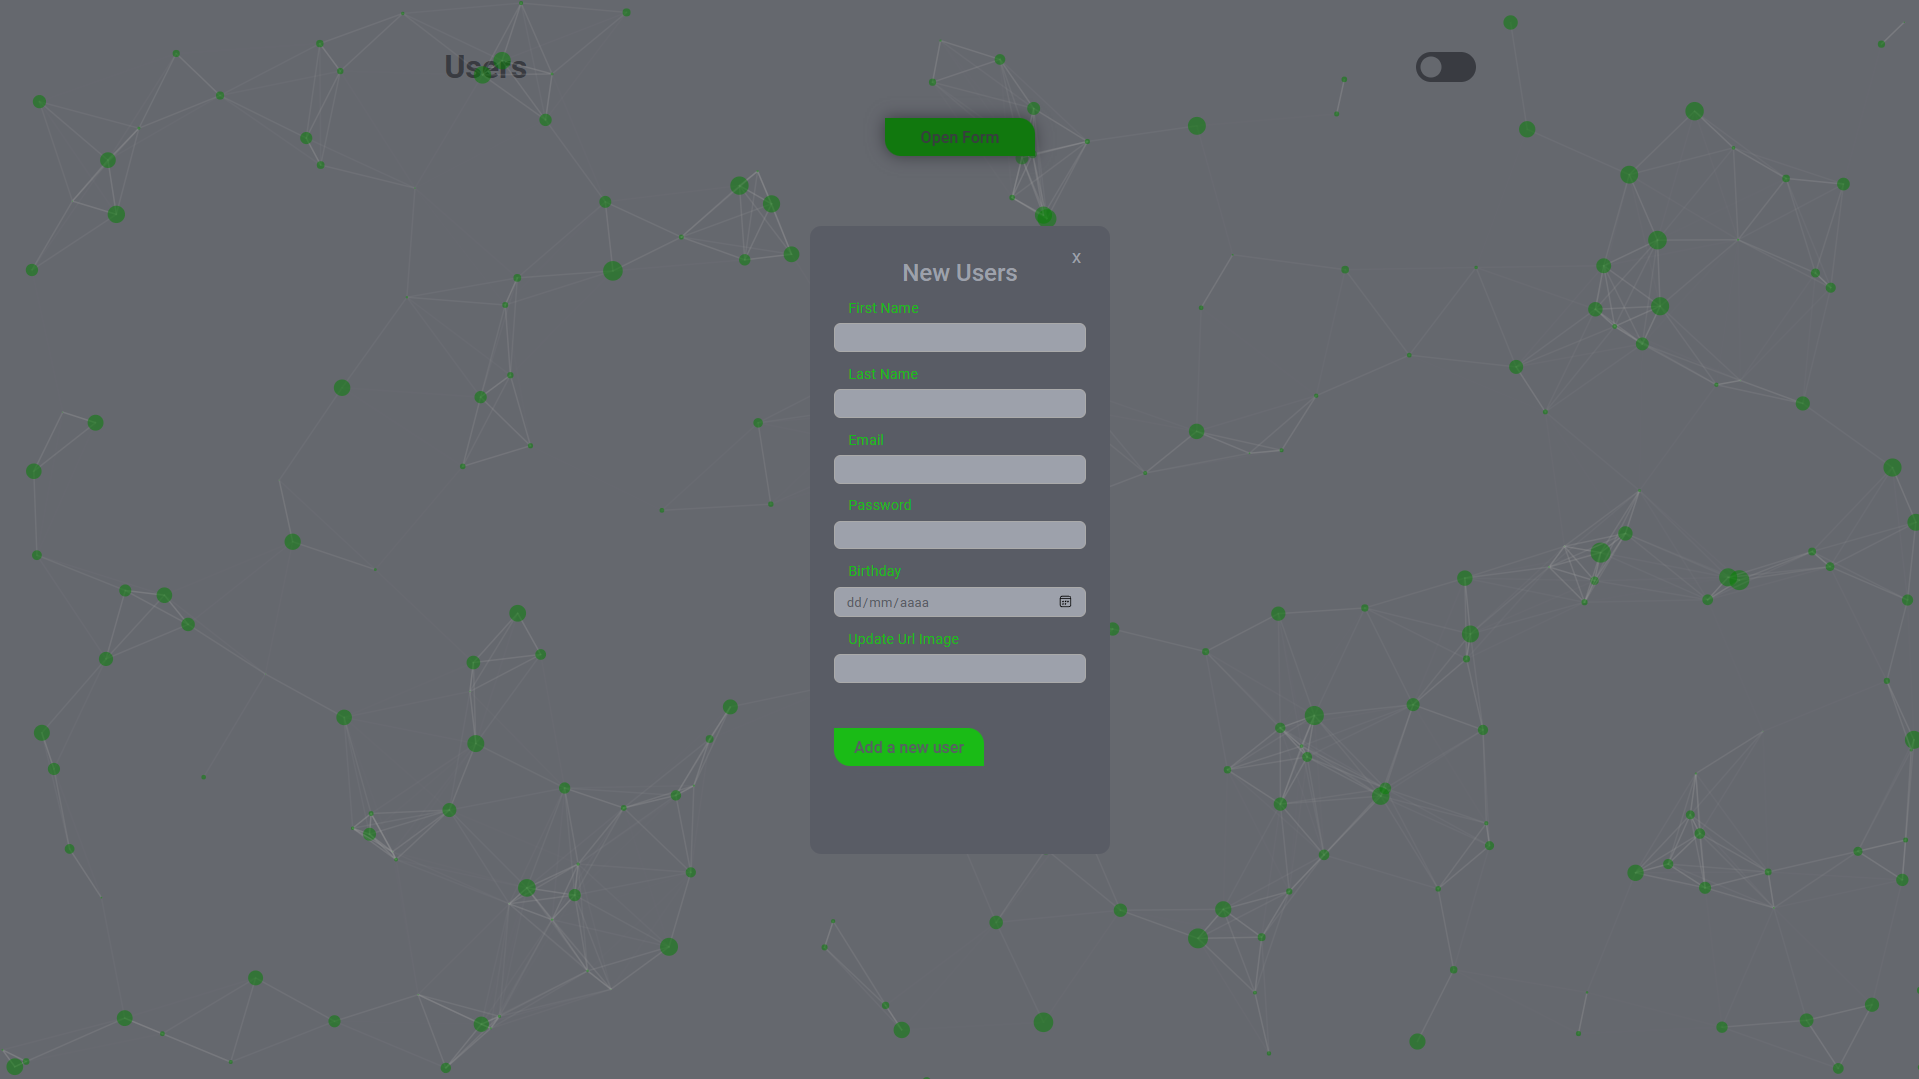 Users
Open Form
x
New Users
First Name
Last Name
Email
Password
Birthday
dd/mm/aaaa
Update Url Image
Add a new user